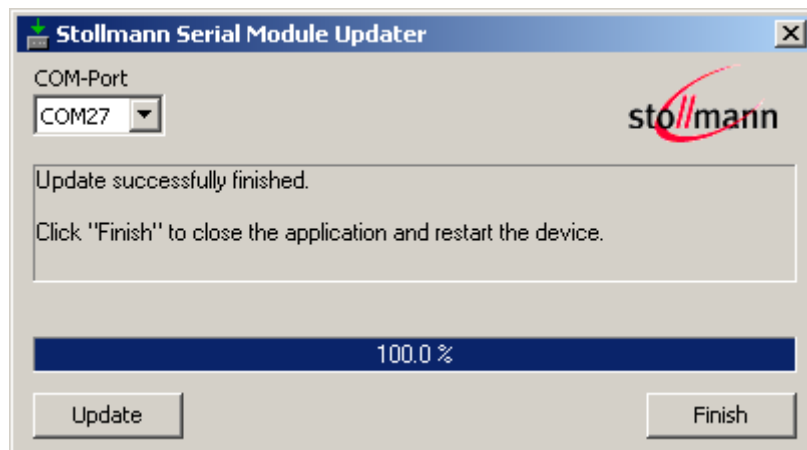 Stollmann Serial Module Updater
COM-Port
COM27
stollmann
Update successfully finished.
Click "Finish" to close the application and restart the device.
100.0 %
Update
Finish